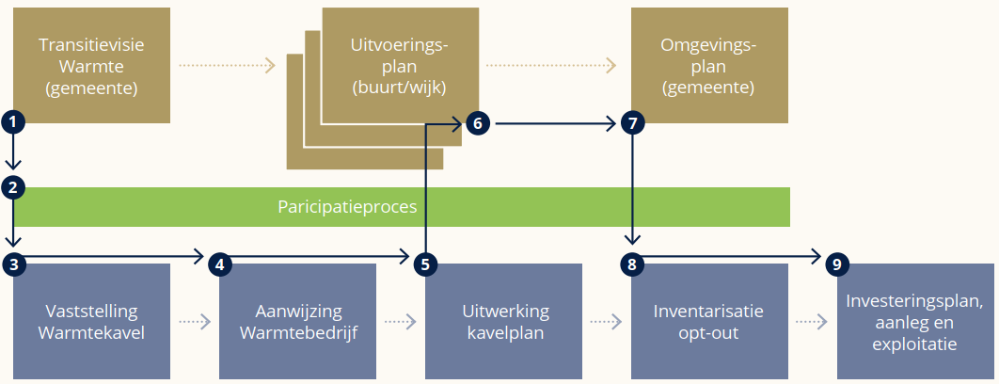 Transitievisie
Warmte
(gemeente)
Uitvoerings-
plan
(buurt/wijk)
Omgevings-
plan
(gemeente)
1
6
7
2
Paricipatieproces
3
4
5
8
9
Vaststelling
Warmtekavel
Aanwijzing
Warmtebedrijf
Uitwerking
kavelplan
Inventarisatie
opt-out
Investeringsplan,
aanleg en
exploitatie